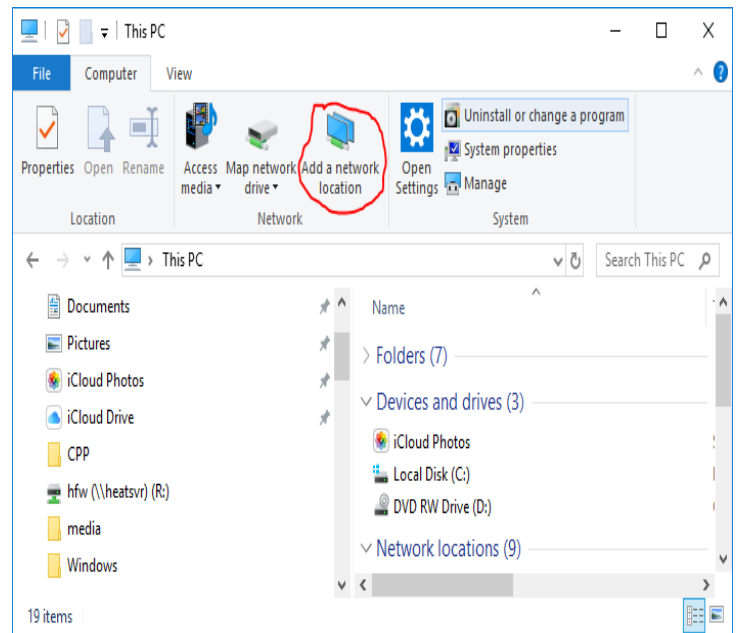 This PC
File Computer View
Properties Open Rename Access media Map network drive Add a network location Open Settings
Uninstall or change a program
System properties
Manage
Location Network System
This PC Search This PC
Documents
Pictures
iCloud Photos
iCloud Drive
CPP
hfw (\\heatsvr) (R:)
media
Windows
Name
Folders (7)
Devices and drives (3)
iCloud Photos
Local Disk (C:)
DVD RW Drive (D:)
Network locations (9)
19 items